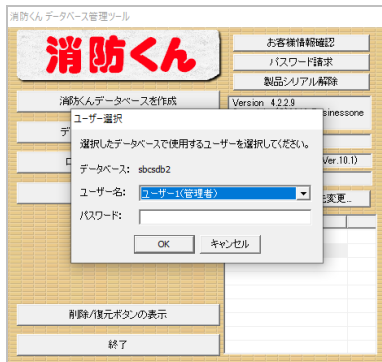 消防くん データベース管理ツール
消防くん
お客様情報確認
パスワード請求
製品シリアル解除
消防くんデータベースを作成
Version 4.2.2.9
sinessone
デ
Ver.10.1)
ユーザー選択
選択したデータベースで使用するユーザーを選択してください。
データベース: sbcsdb2
ユーザー名: ユーザー1(管理者)
パスワード:
OK キャンセル
変更...
削除/復元ボタンの表示
終了